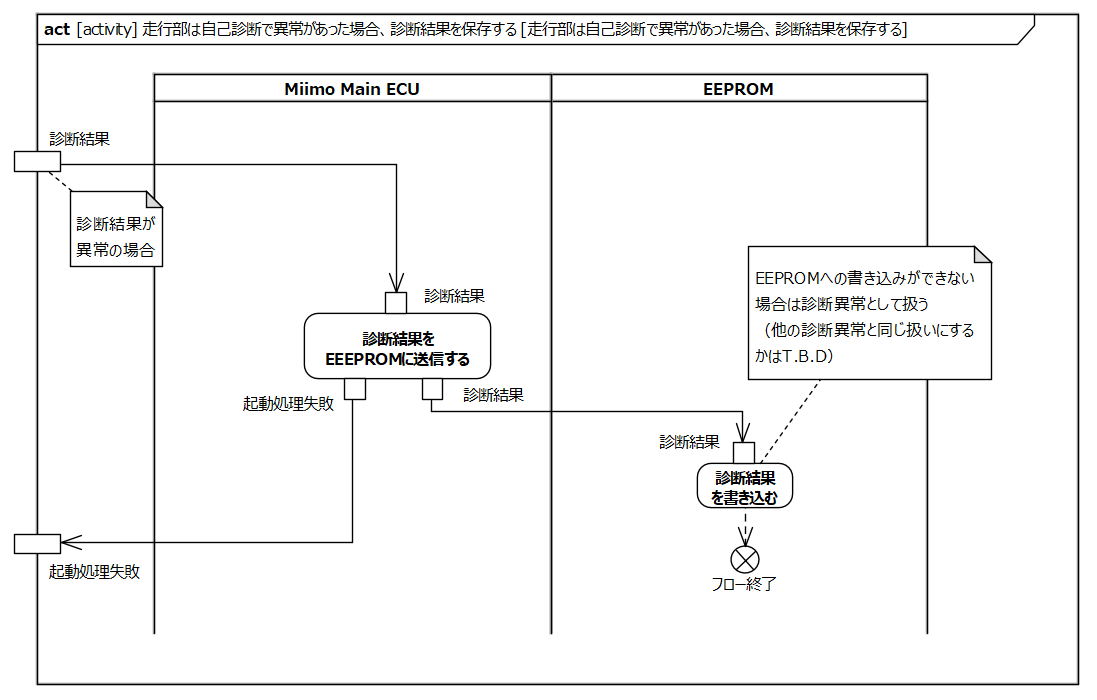 act [activity] 走行部は自己診断で異常があった場合、診断結果を保存する [走行部は自己診断で異常があった場合、診断結果を保存する]
Miimo Main ECU
EEPROM
診断結果
診断結果が
異常の場合
診断結果
EEPROMへの書き込みができない
場合は診断異常として扱う
（他の診断異常と同じ扱いにする
かはT.B.D）
診断結果を
EEEPROMに送信する
起動処理失敗
診断結果
診断結果
診断結果
を書き込む
起動処理失敗
フロー終了